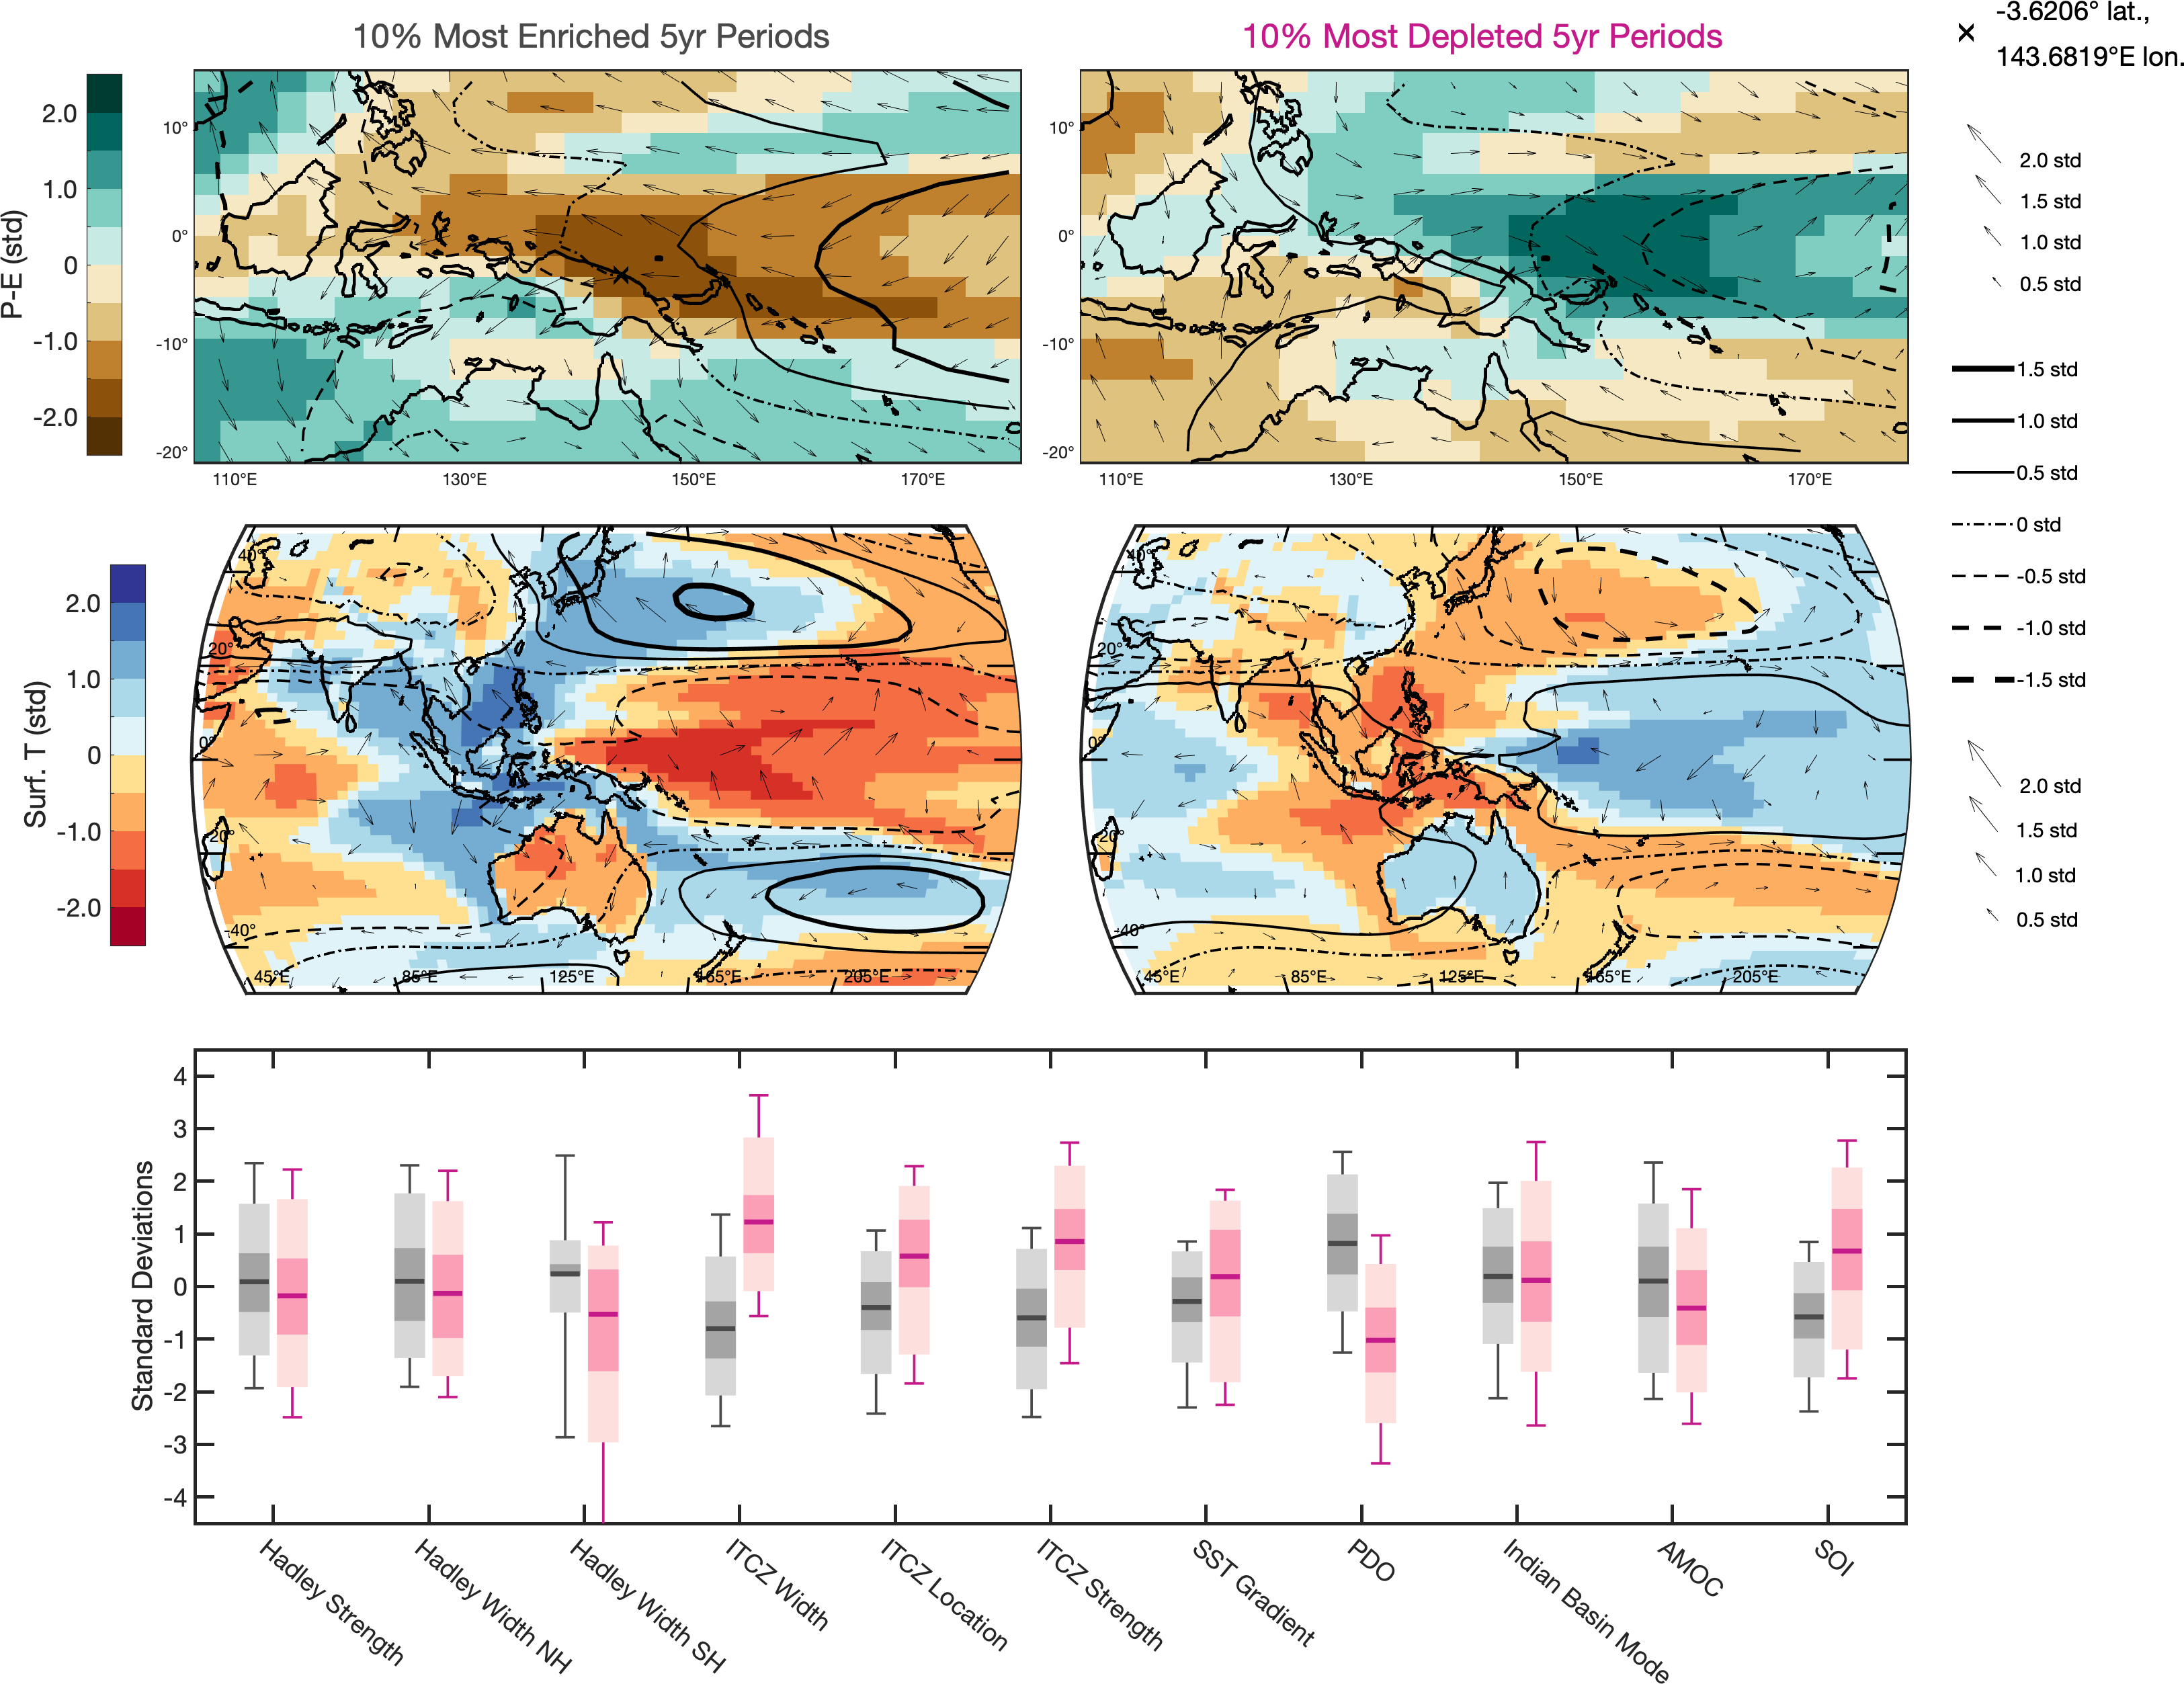 10% Most Enriched 5yr Periods
10% Most Depleted 5yr Periods
-3.6206° lat.,
143.6819°E lon.
P-E (std)
2.0
1.0
0
-1.0
-2.0
10°
0°
-10°
-20°
110°E
130°E
150°E
170°E
10°
0°
-10°
-20°
110°E
130°E
150°E
170°E
2.0 std
1.5 std
1.0 std
0.5 std
1.5 std
1.0 std
0.5 std
0 std
-0.5 std
-1.0 std
-1.5 std
2.0 std
1.5 std
1.0 std
0.5 std
Surf. T (std)
2.0
1.0
0
-1.0
-2.0
40°
20°
0°
-20°
-40°
45°E
85°E
125°E
165°E
205°E
40°
20°
0°
-20°
-40°
45°E
85°E
125°E
165°E
205°E
Standard Deviations
4
3
2
1
0
-1
-2
-3
-4
Hadley Strength
Hadley Width NH
Hadley Width SH
ITCZ Width
ITCZ Location
ITCZ Strength
SST Gradient
PDO
Indian Basin Mode
AMOC
SOI